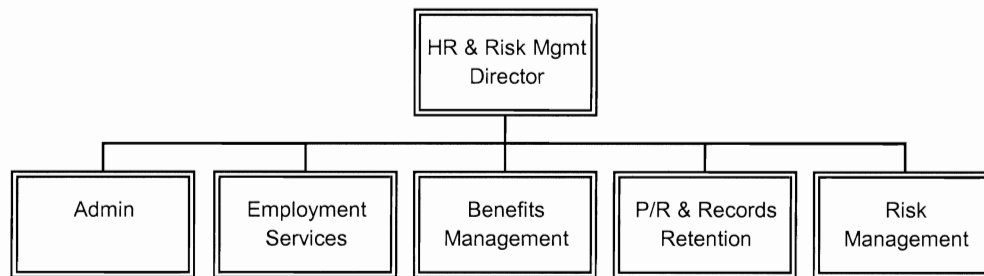 HR & Risk Mgmt
Director
Admin
Employment
Services
Benefits
Management
P/R & Records
Retention
Risk
Management